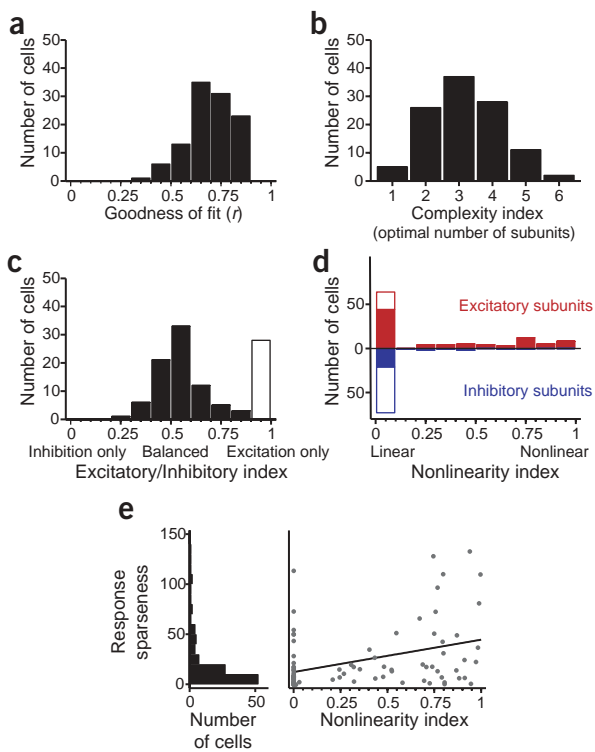 a
Number of cells
50
40
30
20
10
0
0
0.25
0.5
0.75
1
Goodness of fit (r)
b
Number of cells
50
40
30
20
10
0
1
2
3
4
5
6
Complexity index
(optimal number of subunits)
c
Number of cells
50
40
30
20
10
0
0
0.25
0.5
0.75
1
Inhibition only
Balanced
Excitation only
Excitatory/Inhibitory index
d
Number of cells
50
0
50
Excitatory subunits
Inhibitory subunits
0
0.25
0.5
0.75
1
Linear
Nonlinear
Nonlinearity index
e
Response
sparseness
150
100
50
0
0
50
Number
of cells
0
0.25
0.5
0.75
1
Nonlinearity index